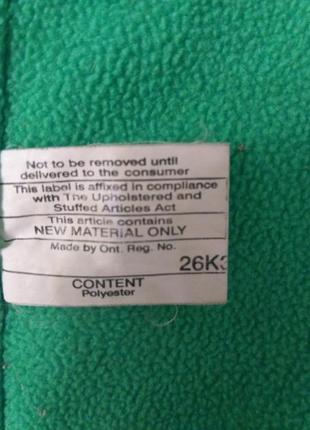 Not to be removed until
delivered to the consumer
This label is affixed in compliance
with The Upholstered and
Stuffed Articles Act
This article contains
NEW MATERIAL ONLY
Made by Ont. Reg. No.
26K3
CONTENT
Polyester